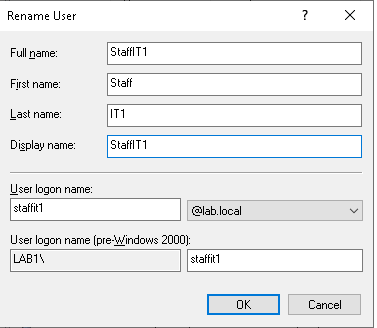 Rename User
Full name: StaffIT1
First name: Staff
Last name: IT1
Display name: StaffIT1
User logon name:
staffit1 @lab.local
User logon name (pre-Windows 2000):
LAB1\ staffit1
OK Cancel